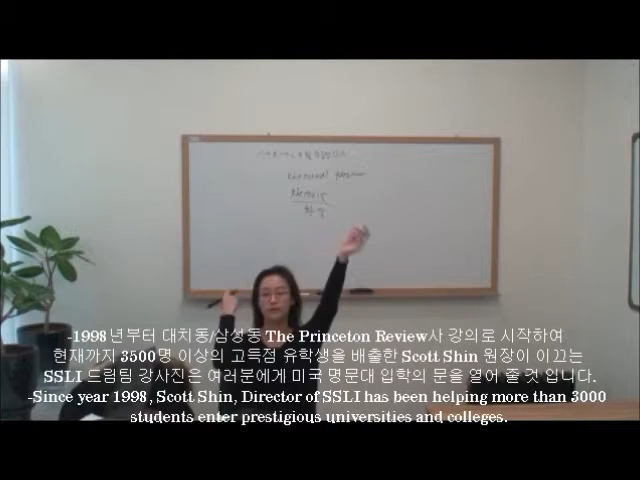 -1998년부터 대치동/삼성동 The Princeton Review사 강의로 시작하여
현재까지 3500명 이상의 고득점 유학생을 배출한 Scott Shin 원장이 이끄는
SSLI 드림팀 강사진은 여러분에게 미국 명문대 입학의 문을 열어 줄 것 입니다.
-Since year 1998, Scott Shin, Director of SSLI has been helping more than 3000
students enter prestigious universities and colleges.